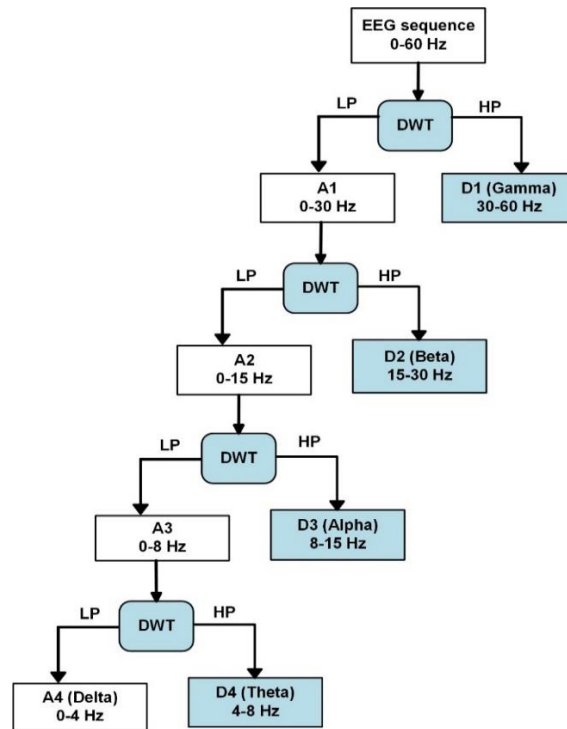 EEG sequence
0-60 Hz
LP
DWT
HP
A1
0-30 Hz
D1 (Gamma)
30-60 Hz
LP
DWT
HP
A2
0-15 Hz
D2 (Beta)
15-30 Hz
LP
DWT
HP
A3
0-8 Hz
D3 (Alpha)
8-15 Hz
LP
DWT
HP
A4 (Delta)
0-4 Hz
D4 (Theta)
4-8 Hz